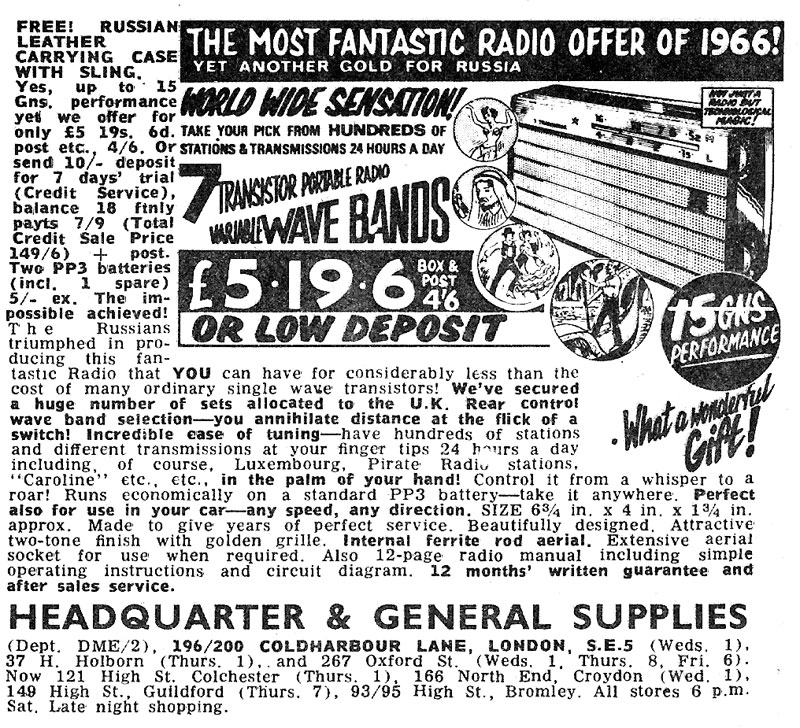 FREE! RUSSIAN
LEATHER
CARRYING CASE
WITH SLING.
Yes, up to 15
Gns. performance
yet we offer for
only £5 19s. 6d.
post etc., 4/6. Or
send 10/- deposit
for 7 days' trial
(Credit Service),
balance 18 ftnly
payts 7/9 (Total
Credit Sale Price
149/6) + post.
Two PP3 batteries
(incl. 1 spare)
5/- ex. The im-
possible achieved!
The Russians
triumphed in pro-
ducing this fan-
THE MOST FANTASTIC RADIO OFFER OF 1966!
YET ANOTHER GOLD FOR RUSSIA
WORLD WIDE SENSATION!
TAKE YOUR PICK FROM HUNDREDS OF
STATIONS & TRANSMISSIONS 24 HOURS A DAY
NOT JUST A
RADIO BUT
TECHNOLOGICAL
MAGIC!
7 TRANSISTOR PORTABLE RADIO
VARIABLE WAVE BANDS
£5·19·6 BOX &
POST
4/6
OR LOW DEPOSIT
15 GNS
PERFORMANCE
What a wonderful
Gift!
tastic Radio that YOU can have for considerably less than the
cost of many ordinary single wave transistors! We've secured
a huge number of sets allocated to the U.K. Rear control
wave band selection—you annihilate distance at the flick of a
switch! Incredible ease of tuning—have hundreds of stations
and different transmissions at your finger tips 24 hours a day
including, of course, Luxembourg, Pirate Radio stations,
"Caroline" etc., etc., in the palm of your hand! Control it from a whisper to a
roar! Runs economically on a standard PP3 battery—take it anywhere. Perfect
also for use in your car—any speed, any direction. SIZE 6¾ in. x 4 in. x 1¾ in.
approx. Made to give years of perfect service. Beautifully designed. Attractive
two-tone finish with golden grille. Internal ferrite rod aerial. Extensive aerial
socket for use when required. Also 12-page radio manual including simple
operating instructions and circuit diagram. 12 months' written guarantee and
after sales service.
HEADQUARTER & GENERAL SUPPLIES
(Dept. DME/2), 196/200 COLDHARBOUR LANE, LONDON, S.E.5 (Weds. 1),
37 H. Holborn (Thurs. 1), and 267 Oxford St. (Weds. 1, Thurs. 8, Fri. 6).
Now 121 High St. Colchester (Thurs. 1), 166 North End, Croydon (Wed. 1),
149 High St., Guildford (Thurs. 7), 93/95 High St., Bromley. All stores 6 p.m.
Sat. Late night shopping.